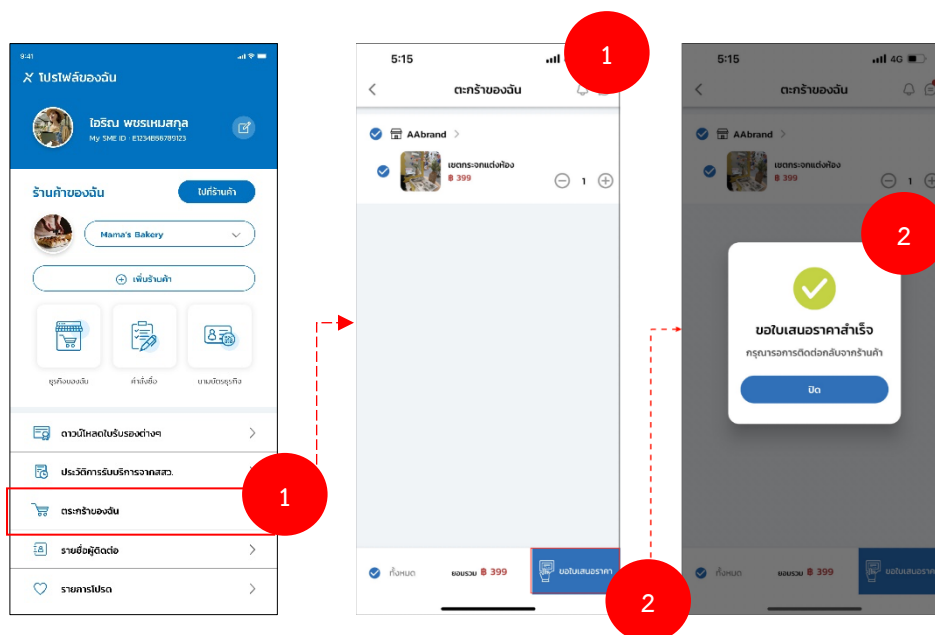 9:41
โปรไฟล์ของฉัน
ไอริณ พชรเหมสกุล
My SME ID : E1234856789123
ร้านค้าของฉัน
ไปที่ร้านค้า
Mama's Bakery
เพิ่มร้านค้า
ธุรกิจของฉัน
คำสั่งซื้อ
นามบัตรธุรกิจ
ดาวน์โหลดใบรับรองต่างๆ
ประวัติการรับบริการจากสสว.
ตระกร้าของฉัน
รายชื่อผู้ติดต่อ
รายการโปรด
1
5:15
1
ตะกร้าของฉัน
AAbrand
เซตกระจกแต่งห้อง
฿ 399
1
ทั้งหมด
ยอมรวม ฿ 399
ขอใบเสนอราคา
2
5:15
4G
ตะกร้าของฉัน
AAbrand
เซตกระจกแต่งห้อง
฿ 399
1
2
ขอใบเสนอราคาสำเร็จ
กรุณารอการติดต่อกลับจากร้านค้า
ปิด
ทั้งหมด
ยอมรวม ฿ 399